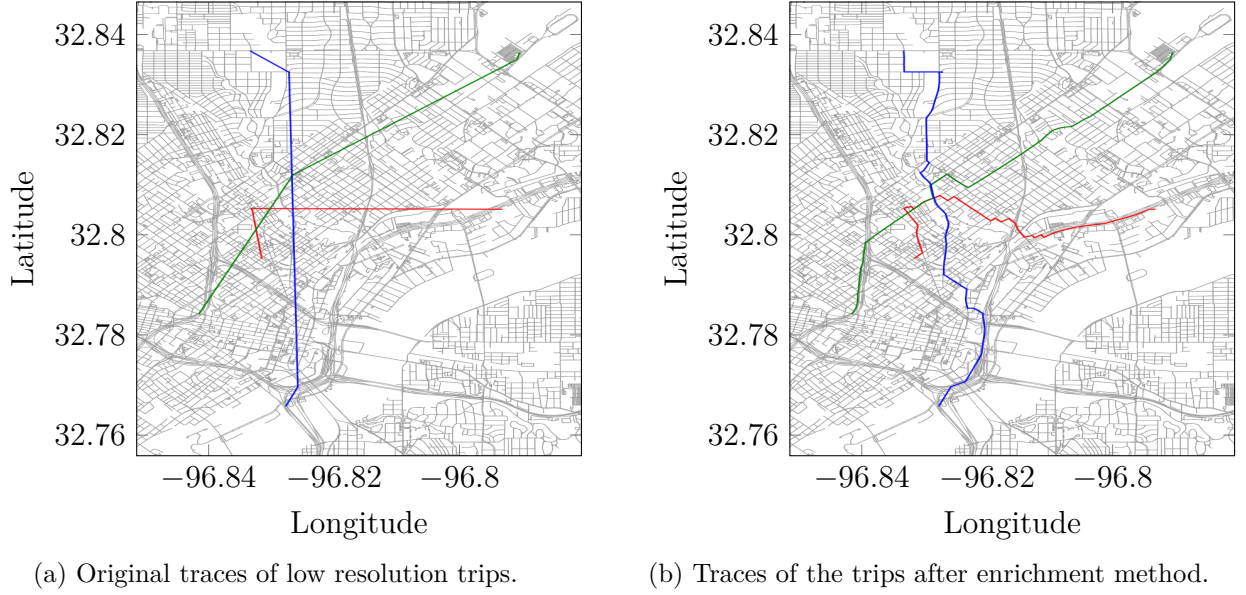 32.84
32.82
32.8
32.78
32.76
Latitude
−96.84
−96.82
−96.8
Longitude
(a) Original traces of low resolution trips.
32.84
32.82
32.8
32.78
32.76
Latitude
−96.84
−96.82
−96.8
Longitude
(b) Traces of the trips after enrichment method.